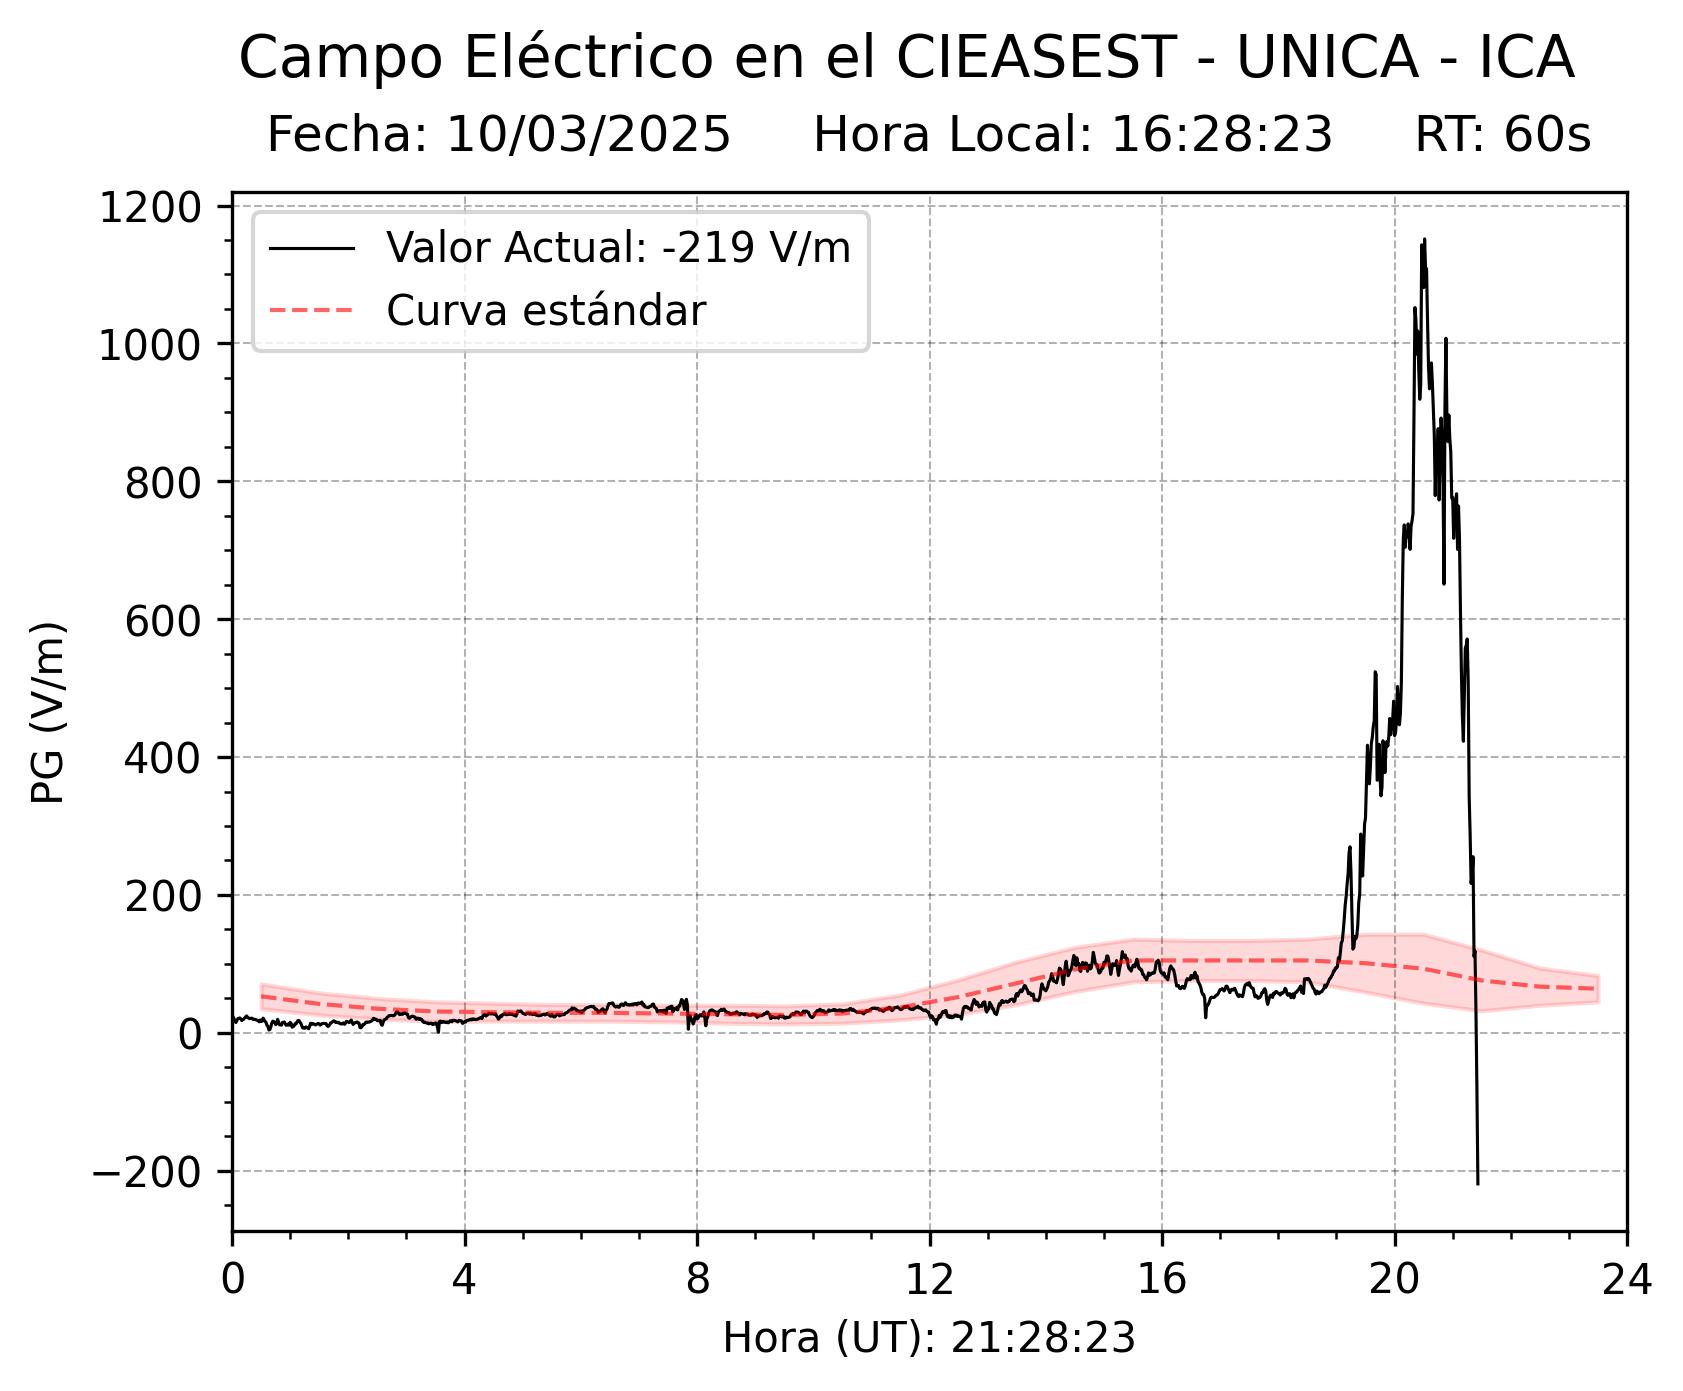 Campo Eléctrico en el CIEASEST - UNICA - ICA
Fecha: 10/03/2025 Hora Local: 16:28:23 RT: 60s
Valor Actual: -219 V/m
Curva estándar
1200
1000
800
600
400
200
0
−200
PG (V/m)
0 4 8 12 16 20 24
Hora (UT): 21:28:23